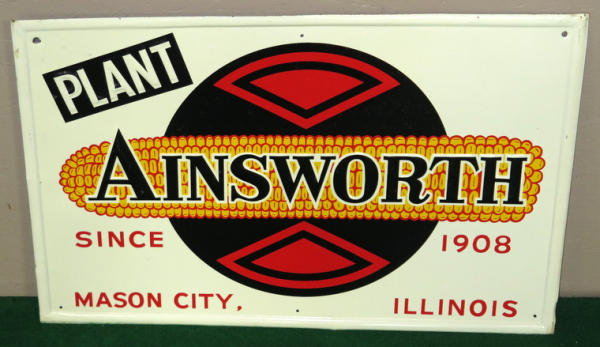 PLANT
AINSWORTH
SINCE 1908
MASON CITY, ILLINOIS